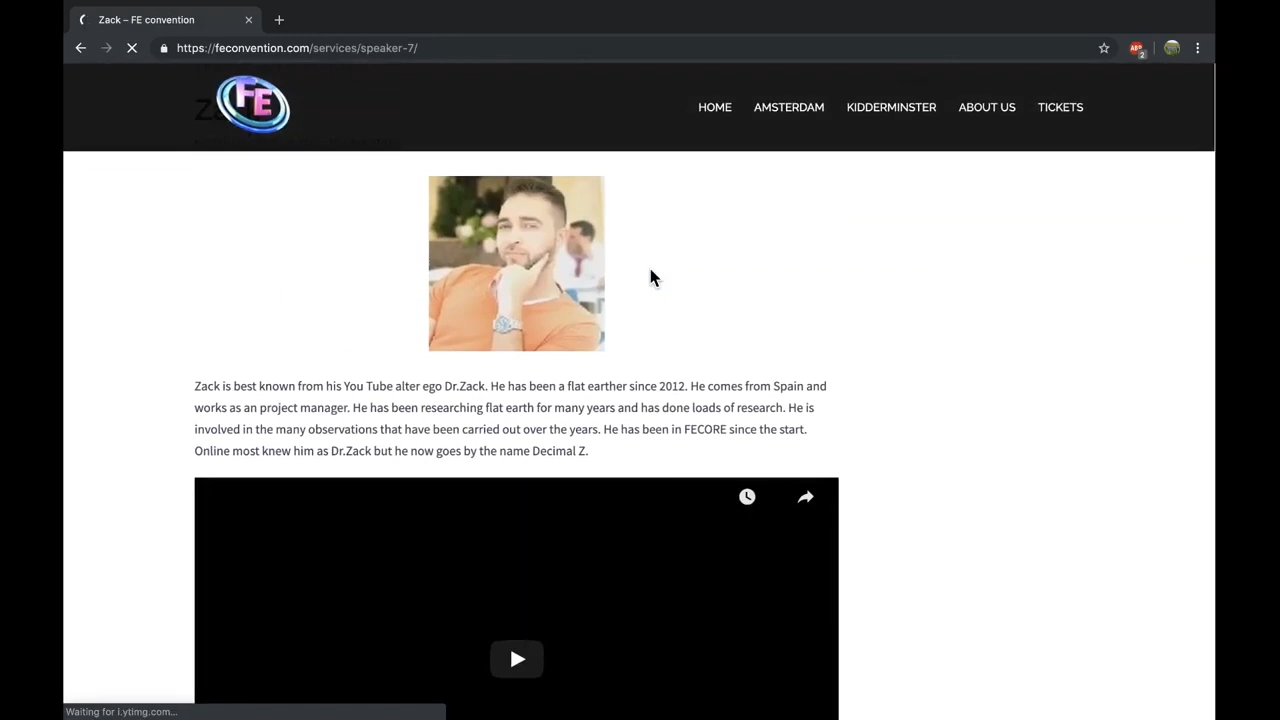 Zack – FE convention
https://feconvention.com/services/speaker-7/
2
FE
HOME AMSTERDAM KIDDERMINSTER ABOUT US TICKETS
Zack is best known from his You Tube alter ego Dr.Zack. He has been a flat earther since 2012. He comes from Spain and
works as an project manager. He has been researching flat earth for many years and has done loads of research. He is
involved in the many observations that have been carried out over the years. He has been in FECORE since the start.
Online most knew him as Dr.Zack but he now goes by the name Decimal Z.
Waiting for i.ytimg.com...